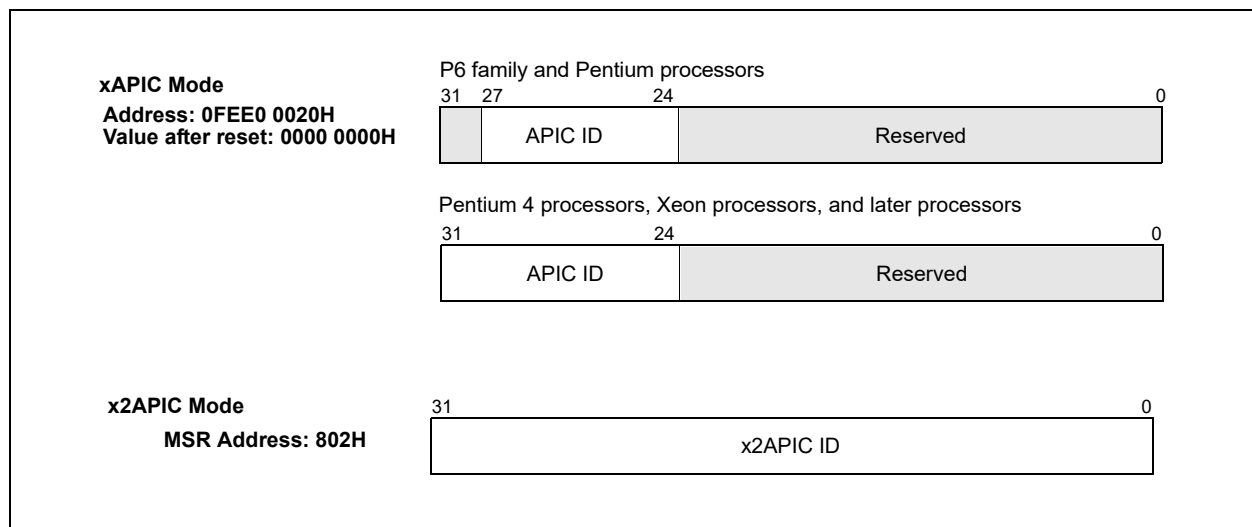 xAPIC Mode
Address: 0FEE0 0020H
Value after reset: 0000 0000H
P6 family and Pentium processors
31 27 24 0
APIC ID Reserved
Pentium 4 processors, Xeon processors, and later processors
31 24 0
APIC ID Reserved
x2APIC Mode
MSR Address: 802H
31 0
x2APIC ID